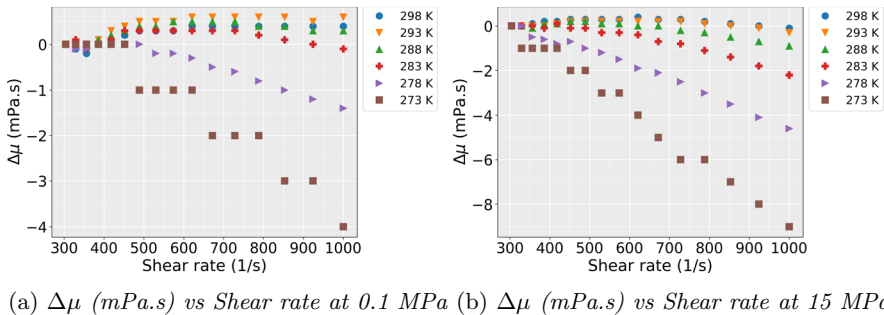 0
−1
−2
−3
−4
300 400 500 600 700 800 900 1000
Shear rate (1/s)
Δμ (mPa.s)
298 K
293 K
288 K
283 K
278 K
273 K
0
−2
−4
−6
−8
300 400 500 600 700 800 900 1000
Shear rate (1/s)
Δμ (mPa.s)
298 K
293 K
288 K
283 K
278 K
273 K
(a) Δμ (mPa.s) vs Shear rate at 0.1 MPa (b) Δμ (mPa.s) vs Shear rate at 15 MPa